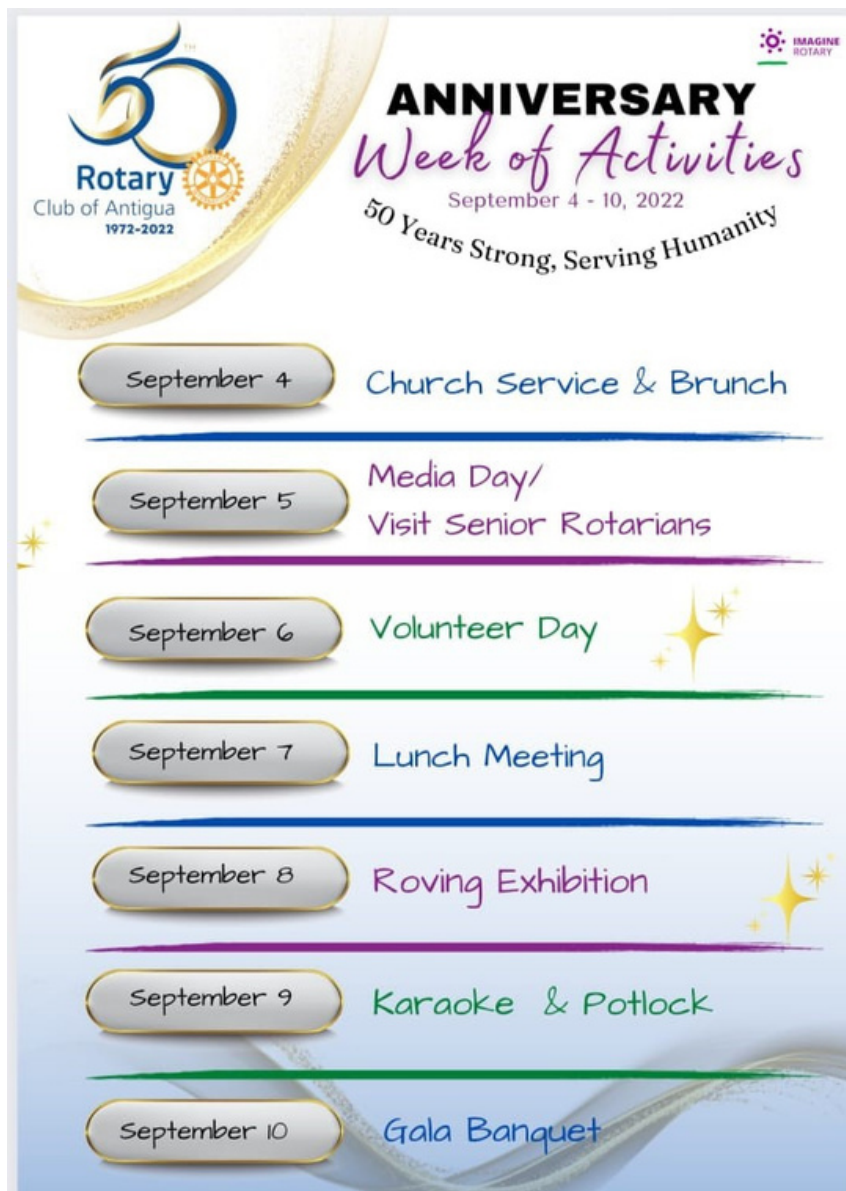 50TH
Rotary
Club of Antigua
1972-2022
IMAGINE
ROTARY
ANNIVERSARY
Week of Activities
September 4 - 10, 2022
50 Years Strong, Serving Humanity
September 4
Church Service & Brunch
September 5
Media Day/
Visit Senior Rotarians
September 6
Volunteer Day
September 7
Lunch Meeting
September 8
Roving Exhibition
September 9
Karaoke & Potlock
September 10
Gala Banquet